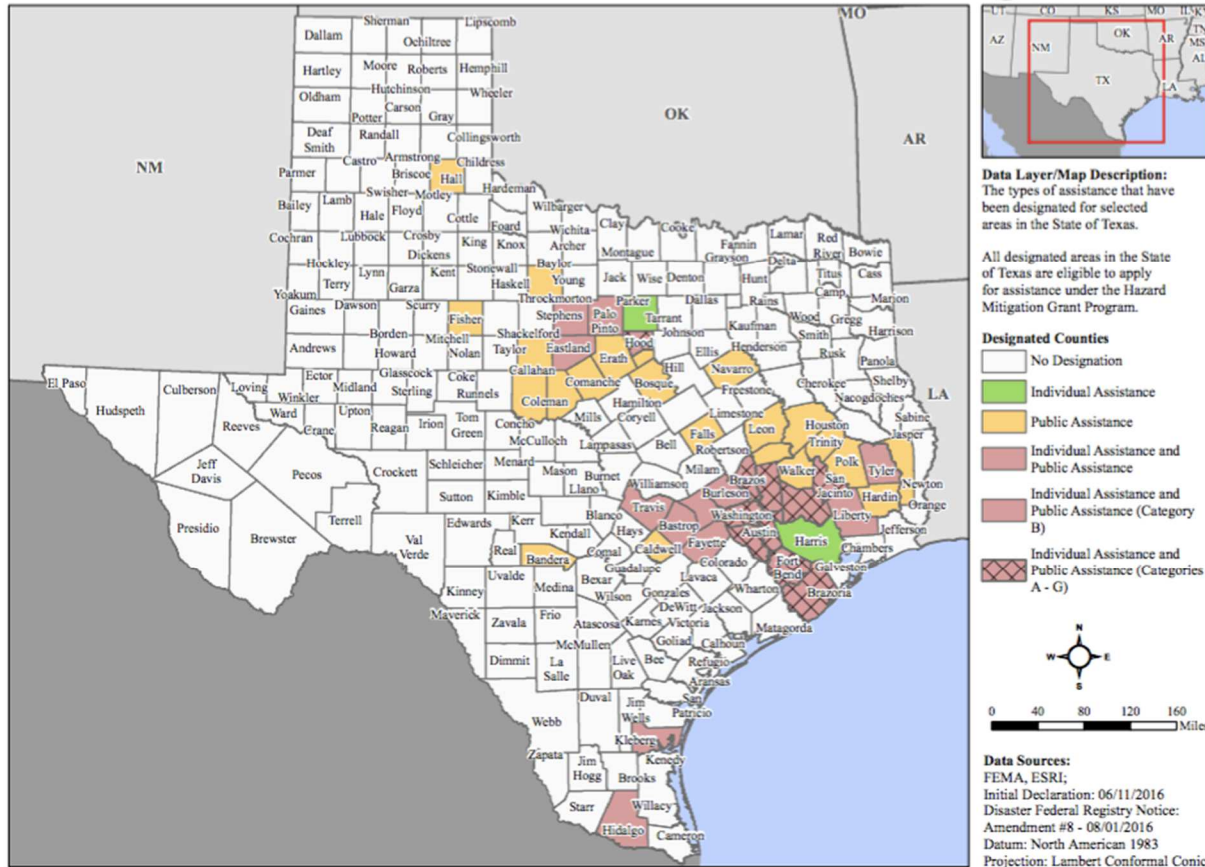 MO
Sherman
Lipscomb
Dallam
Ochiltree
Hartley
Moore
Roberts
Hemphill
Hutchinson
Oldham
Carson
Wheeler
Potter
Gray
Deaf
Smith
Randall
Collingsworth
OK
AR
NM
Parmer
Castro
Armstrong
Briscoe
Hall
Childress
Swisher
Motley
Hardeman
Bailey
Lamb
Hale
Floyd
Cottle
Foard
Wilbarger
Wichita
Clay
Cooke
Cochran
Lubbock
Crosby
Dickens
King
Knox
Archer
Montague
Fannin
Grayson
Lamar
Red
River
Bowie
Hockley
Terry
Lynn
Garza
Kent
Stonewall
Haskell
Baylor
Young
Jack
Wise
Denton
Hunt
Delta
Titus
Cass
Camp
Yoakum
Gaines
Dawson
Scurry
Fisher
Throckmorton
Stephens
Palo
Pinto
Parker
Tarrant
Dallas
Rains
Wood
Gregg
Marion
Harrison
Andrews
Borden
Mitchell
Nolan
Shackelford
Taylor
Eastland
Hood
Johnson
Kaufman
Smith
Ellis
Henderson
Rusk
Panola
Howard
Glasscock
Sterling
Coke
Runnels
Callahan
Erath
Comanche
Bosque
Hill
Navarro
Freestone
Cherokee
Shelby
Nacogdoches
LA
El Paso
Hudspeth
Culberson
Loving
Winkler
Ector
Midland
Coleman
Hamilton
Limestone
Sabine
Reeves
Ward
Crane
Upton
Reagan
Irion
Tom
Green
Concho
McCulloch
Mills
Coryell
Lampasas
Bell
Falls
Robertson
Leon
Houston
Trinity
Jasper
Jeff
Davis
Pecos
Crockett
Schleicher
Menard
Mason
Burnet
Llano
Williamson
Milam
Brazos
Walker
Polk
San
Jacinto
Tyler
Newton
Presidio
Brewster
Terrell
Sutton
Kimble
Blanco
Travis
Burleson
Washington
Hardin
Liberty
Orange
Val
Verde
Edwards
Kerr
Kendall
Hays
Bastrop
Fayette
Austin
Harris
Jefferson
Chambers
Real
Bandera
Comal
Caldwell
Guadalupe
Colorado
Fort
Bend
Galveston
Kinney
Uvalde
Medina
Bexar
Wilson
Gonzales
Lavaca
Wharton
Brazoria
Maverick
Zavala
Frio
Atascosa
Karnes
DeWitt
Victoria
Jackson
Matagorda
Dimmit
La
Salle
McMullen
Live
Oak
Bee
Goliad
Calhoun
Refugio
Aransas
San
Patricio
Webb
Duval
Jim
Wells
Kleberg
Zapata
Jim
Hogg
Brooks
Kenedy
Starr
Hidalgo
Willacy
Cameron
UT CO KS MO
AZ NM OK AR
TX LA
Data Layer/Map Description:
The types of assistance that have
been designated for selected
areas in the State of Texas.
All designated areas in the State
of Texas are eligible to apply
for assistance under the Hazard
Mitigation Grant Program.
Designated Counties
No Designation
Individual Assistance
Public Assistance
Individual Assistance and
Public Assistance
Individual Assistance and
Public Assistance (Category
B)
Individual Assistance and
Public Assistance (Categories
A - G)
N
W E
S
0 40 80 120 160
Miles
Data Sources:
FEMA, ESRI;
Initial Declaration: 06/11/2016
Disaster Federal Registry Notice:
Amendment #8 - 08/01/2016
Datum: North American 1983
Projection: Lambert Conformal Conic